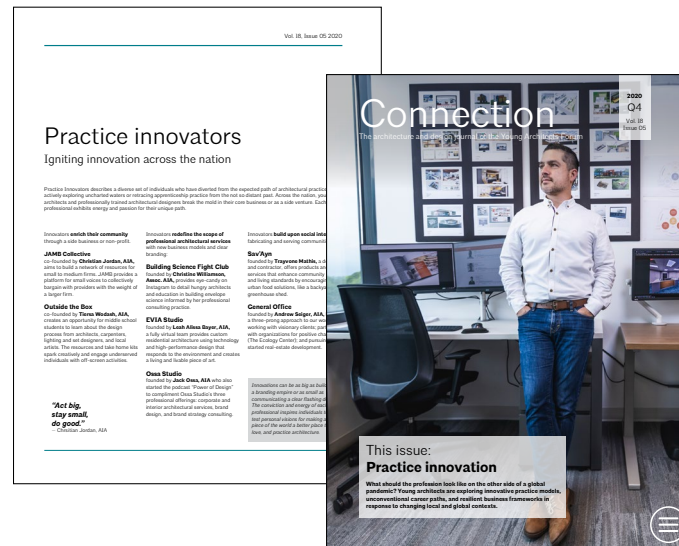 Vol. 18, Issue 05 2020
Practice innovators
Igniting innovation across the nation
Practice Innovators describes a diverse set of individuals who have diverted from the expected path of architectural practice
actively exploring uncharted waters or retracing apprenticeship practice from the not so distant past. Across the nation,
architects and professionally trained architectural designers break the mold in their core business or as a side venture. Each
professional exhibits energy and passion for their unique path.
Innovators enrich their community
through a side business or non-profit.
JAMB Collective
co-founded by Christian Jordan, AIA,
aims to build a network of resources for
small to medium firms. JAMB provides a
platform for small voices to collectively
bargain with providers with the weight of
a larger firm.
Outside the Box
co-founded by Tiersa Wodash, AIA,
creates an opportunity for middle school
students to learn about the design
process from architects, carpenters,
lighting and set designers, and local
artists. The resources and take home kits
spark creatively and engage underserved
individuals with off-screen activities.
"Act big,
stay small,
do good."
– Christian Jordan, AIA
Innovators redefine the scope of
professional architectural services
with new business models and clear
branding:
Building Science Fight Club
founded by Christine Williamson,
Assoc. AIA, provides eye-candy on
Instagram to detail hungry architects
and education in building envelope
science informed by her professional
consulting practice.
EVIA Studio
founded by Leah Alissa Bayer, AIA,
a fully virtual team provides custom
residential architecture using technology
and high-performance design that
responds to the environment and creates
a living and livable piece of art.
Ossa Studio
founded by Jack Ossa, AIA who also
started the podcast "Power of Design"
to compliment Ossa Studio's three
professional offerings: corporate and
interior architectural services, brand
design, and brand strategy consulting.
Innovators build upon social
fabricating and serving
Sav'Ayn
founded by Trayvone Mathis, a
and contractor, offers products
services that enhance
and living standards by
urban food solutions, like a
greenhouse shed.
General Office
founded by Andrew Seiger, AIA,
a three-prong approach to our
working with visionary clients;
with organizations for positive
(The Ecology Center); and
started real-estate development.
Innovations can be as big as
a branding empire or as small as
communicating a clear
The conviction and energy of
professional inspires individuals
test personal visions for making
piece of the world a better place
love, and practice architecture.
Connection
The architecture and design journal of the Young Architects Forum
2020
Q4
Vol. 18
Issue 05
This issue:
Practice innovation
What should the profession look like on the other side of a global
pandemic? Young architects are exploring innovative practice models,
unconventional career paths, and resilient business frameworks in
response to changing local and global contexts.